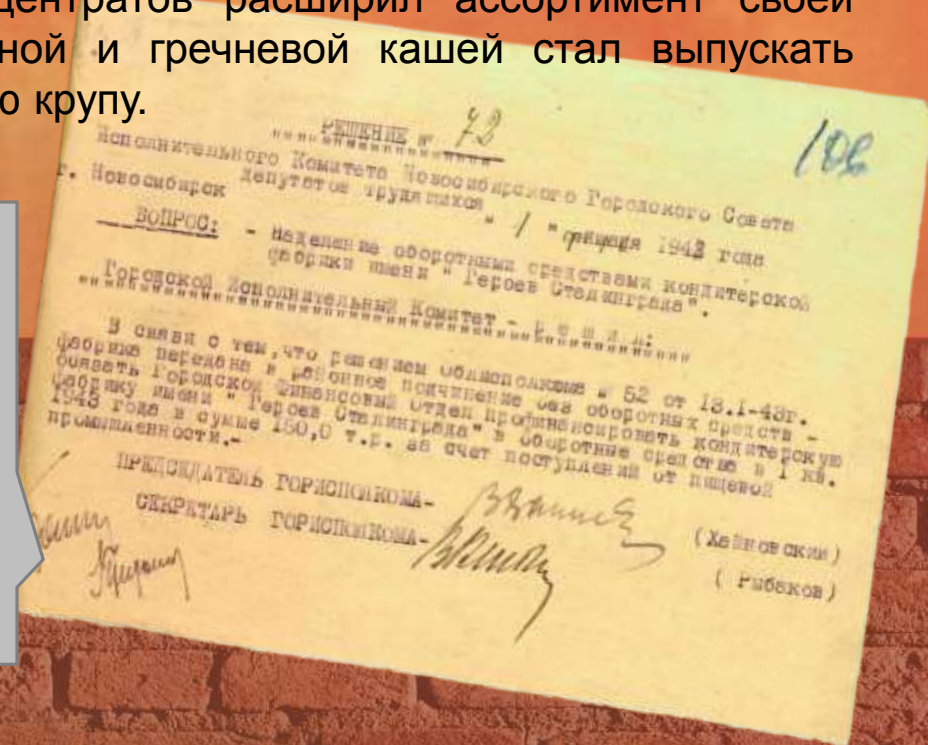 центратов расширил ассортимент своей
ной и гречневой кашей стал выпускать
ю крупу.
106
РЕШЕНИЕ № 72
Исполнительного Комитета Новосибирского Городского Совета
депутатов трудящихся
г. Новосибирск " 1 " февраля 1943 года
ВОПРОС: - Наделение оборотными средствами кондитерской
фабрики имени " Героев Сталинграда".
Городской Исполнительный Комитет - Р е ш и л:
В связи с тем, что решением Облисполкома № 52 от 13.I-43г.
фабрика передана в районное подчинение без оборотных средств -
обязать Городской Финансовый Отдел профинансировать кондитерскую
фабрику имени " Героев Сталинграда" в оборотные средства в I кв.
1943 года в сумме 150,0 т.р. за счет поступлений от пищевой
промышленности.-
ПРЕДСЕДАТЕЛЬ ГОРИСПОЛКОМА- (Хайновский)
СЕКРЕТАРЬ ГОРИСПОЛКОМА- ( Рыбаков)